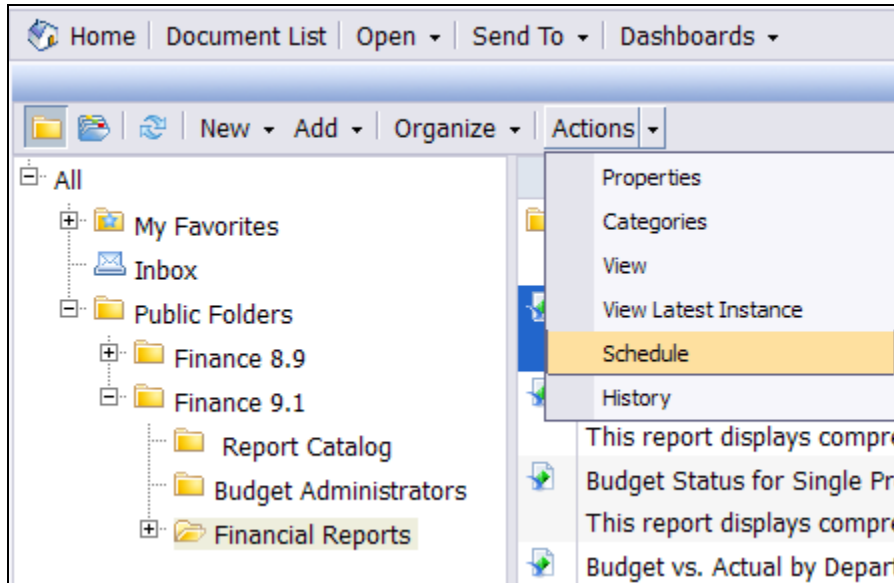 Home Document List Open Send To Dashboards
New Add Organize Actions
All
My Favorites
Inbox
Public Folders
Finance 8.9
Finance 9.1
Report Catalog
Budget Administrators
Financial Reports
Properties
Categories
View
View Latest Instance
Schedule
History
This report displays compre
Budget Status for Single Pr
This report displays compre
Budget vs. Actual by Depar